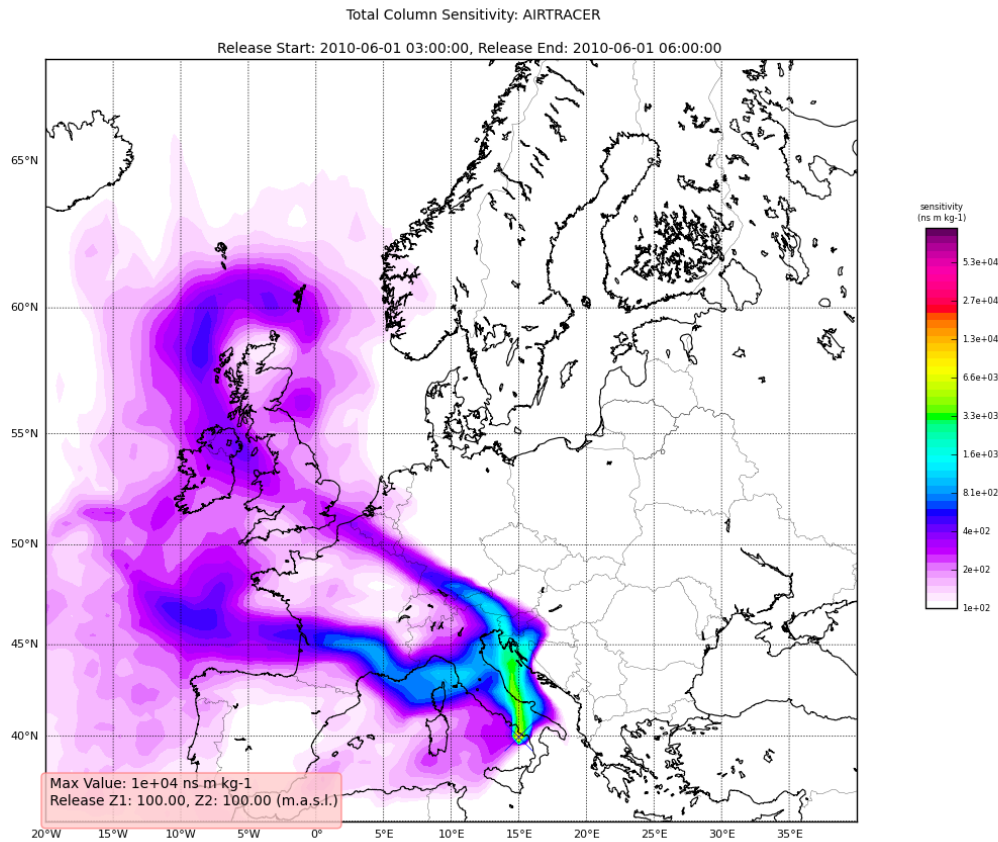 Total Column Sensitivity: AIRTRACER
Release Start: 2010-06-01 03:00:00, Release End: 2010-06-01 06:00:00
65°N
60°N
55°N
50°N
45°N
40°N
sensitivity
(ns m kg-1)
5.3e+04
2.7e+04
1.3e+04
6.6e+03
3.3e+03
1.6e+03
8.1e+02
4e+02
2e+02
1e+02
Max Value: 1e+04 ns m kg-1
Release Z1: 100.00, Z2: 100.00 (m.a.s.l.)
20°W 15°W 10°W 5°W 0° 5°E 10°E 15°E 20°E 25°E 30°E 35°E